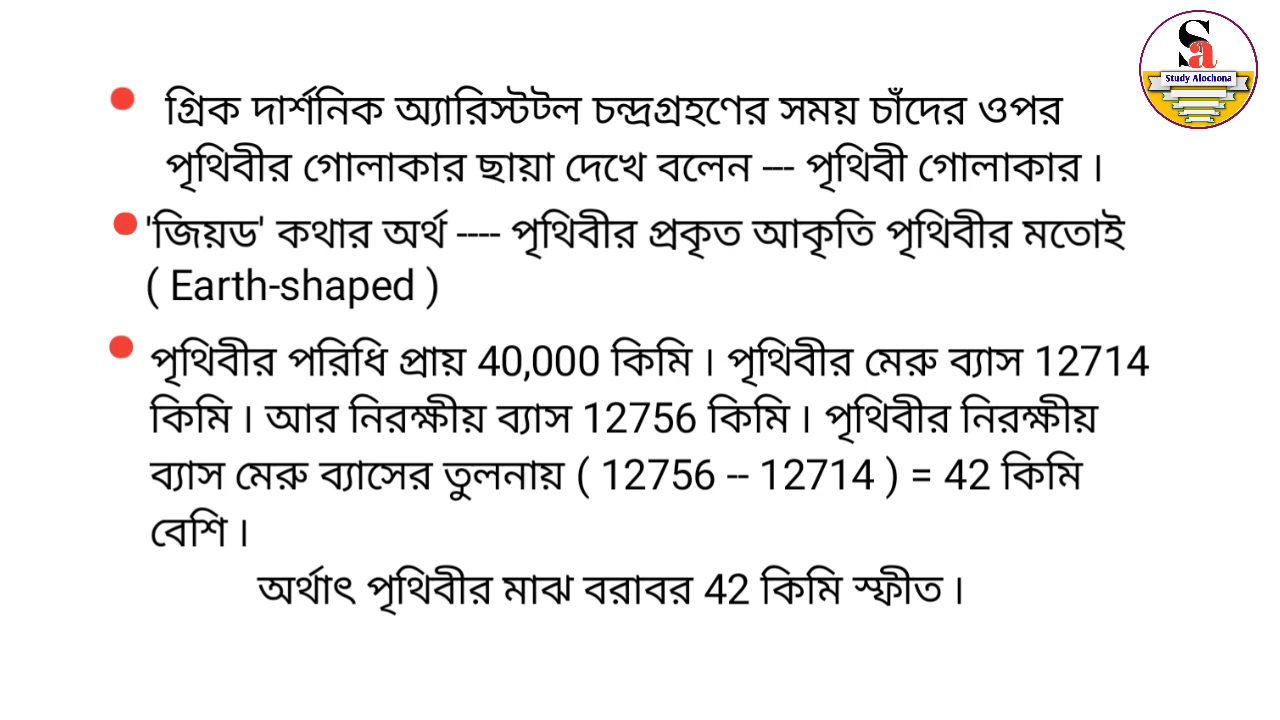 Sa
Study Alochona
গ্রিক দার্শনিক অ্যারিস্টটল চন্দ্রগ্রহণের সময় চাঁদের ওপর
পৃথিবীর গোলাকার ছায়া দেখে বলেন --- পৃথিবী গোলাকার ।
'জিয়ড' কথার অর্থ ---- পৃথিবীর প্রকৃত আকৃতি পৃথিবীর মতোই
( Earth-shaped )
পৃথিবীর পরিধি প্রায় 40,000 কিমি । পৃথিবীর মেরু ব্যাস 12714
কিমি । আর নিরক্ষীয় ব্যাস 12756 কিমি । পৃথিবীর নিরক্ষীয়
ব্যাস মেরু ব্যাসের তুলনায় ( 12756 -- 12714 ) = 42 কিমি
বেশি ।
অর্থাৎ পৃথিবীর মাঝ বরাবর 42 কিমি স্ফীত ।